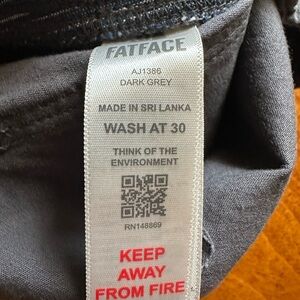 FATFACE
AJ1386
DARK GREY
MADE IN SRI LANKA
WASH AT 30
THINK OF THE
ENVIRONMENT
RN148869
KEEP
AWAY
FROM FIRE